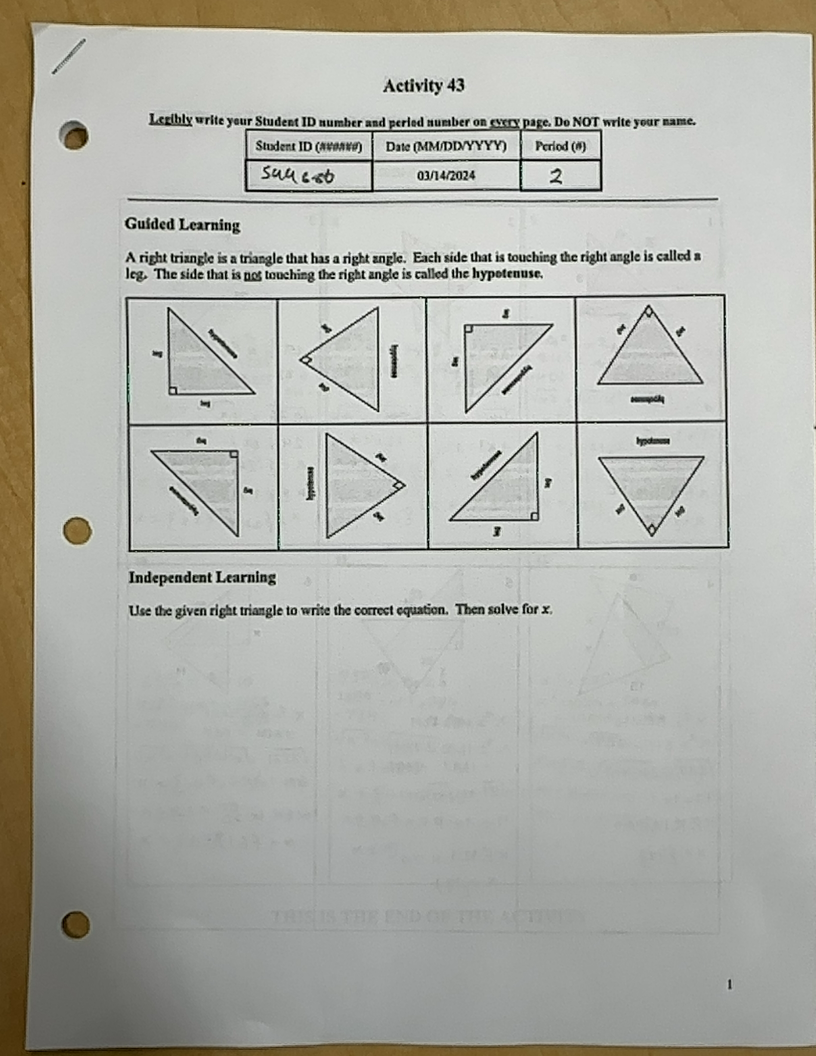 Activity 43
Legibly write your Student ID number and period number on every page. Do NOT write your name.
Student ID (######) Date (MM/DD/YYYY) Period (#)
03/14/2024 2
Guided Learning
A right triangle is a triangle that has a right angle. Each side that is touching the right angle is called a
leg. The side that is not touching the right angle is called the hypotenuse.
leg hypotenuse leg
leg hypotenuse leg
leg leg hypotenuse
leg leg hypotenuse
leg leg hypotenuse
hypotenuse leg leg
hypotenuse leg leg
hypotenuse leg leg
Independent Learning
Use the given right triangle to write the correct equation. Then solve for x.
THIS IS THE END OF THE ACTIVITY
1